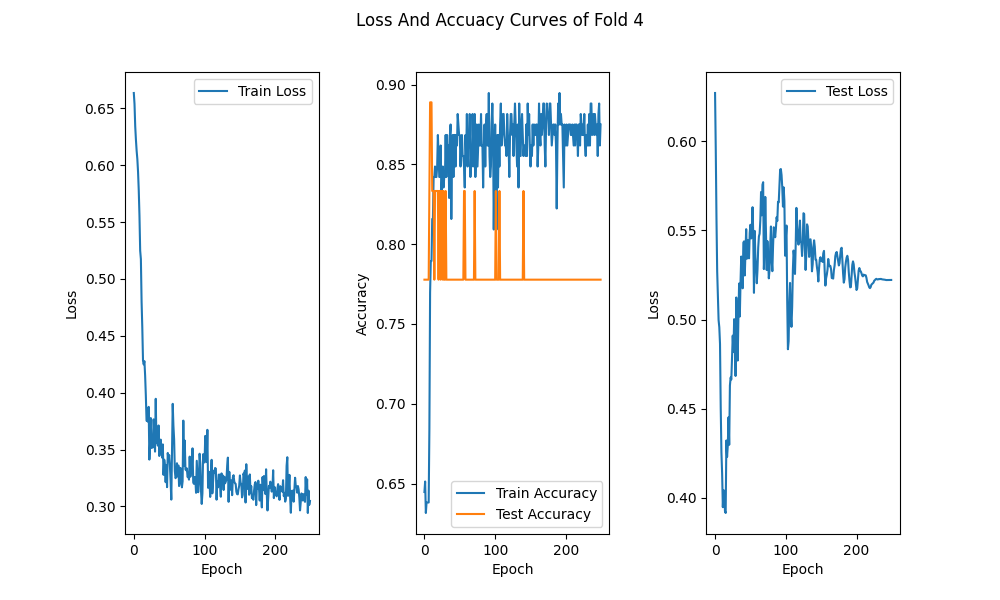 Loss And Accuacy Curves of Fold 4
Loss
0.65
0.60
0.55
0.50
0.45
0.40
0.35
0.30
Train Loss
0 100 200
Epoch
Accuracy
0.90
0.85
0.80
0.75
0.70
0.65
Train Accuracy
Test Accuracy
0 100 200
Epoch
Loss
0.60
0.55
0.50
0.45
0.40
Test Loss
0 100 200
Epoch